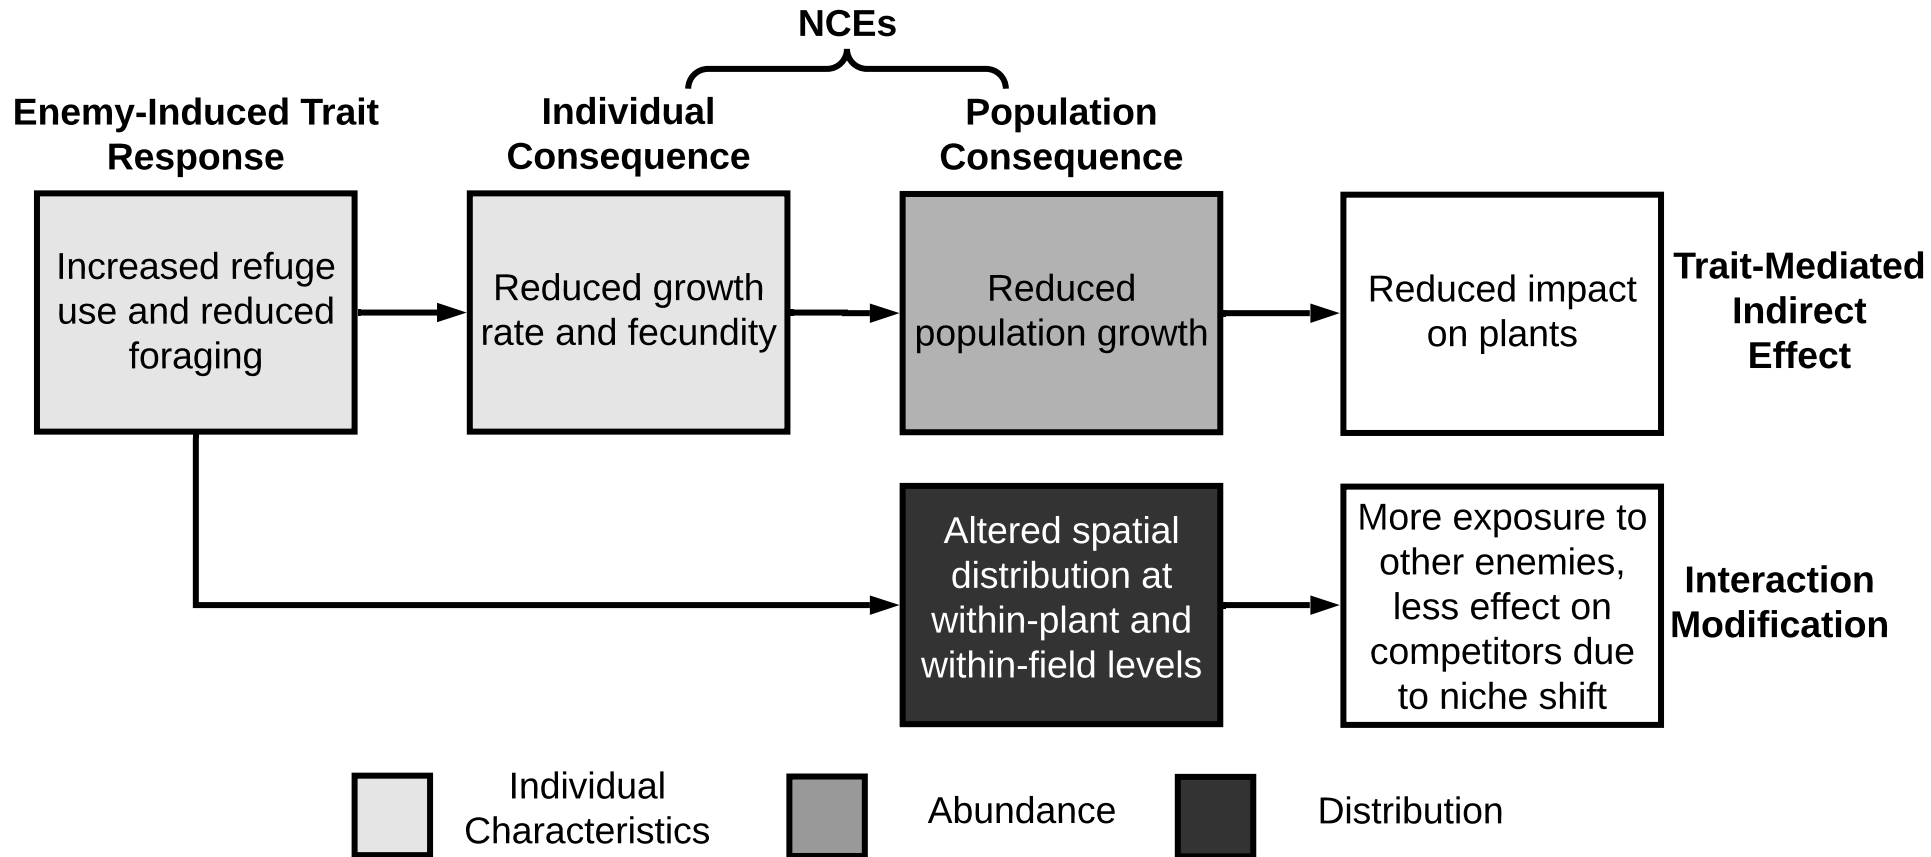 NCEs
Enemy-Induced Trait
Response
Individual
Consequence
Population
Consequence
Increased refuge
use and reduced
foraging
Reduced growth
rate and fecundity
Reduced
population growth
Reduced impact
on plants
Trait-Mediated
Indirect
Effect
Altered spatial
distribution at
within-plant and
within-field levels
More exposure to
other enemies,
less effect on
competitors due
to niche shift
Interaction
Modification
Individual
Characteristics
Abundance
Distribution